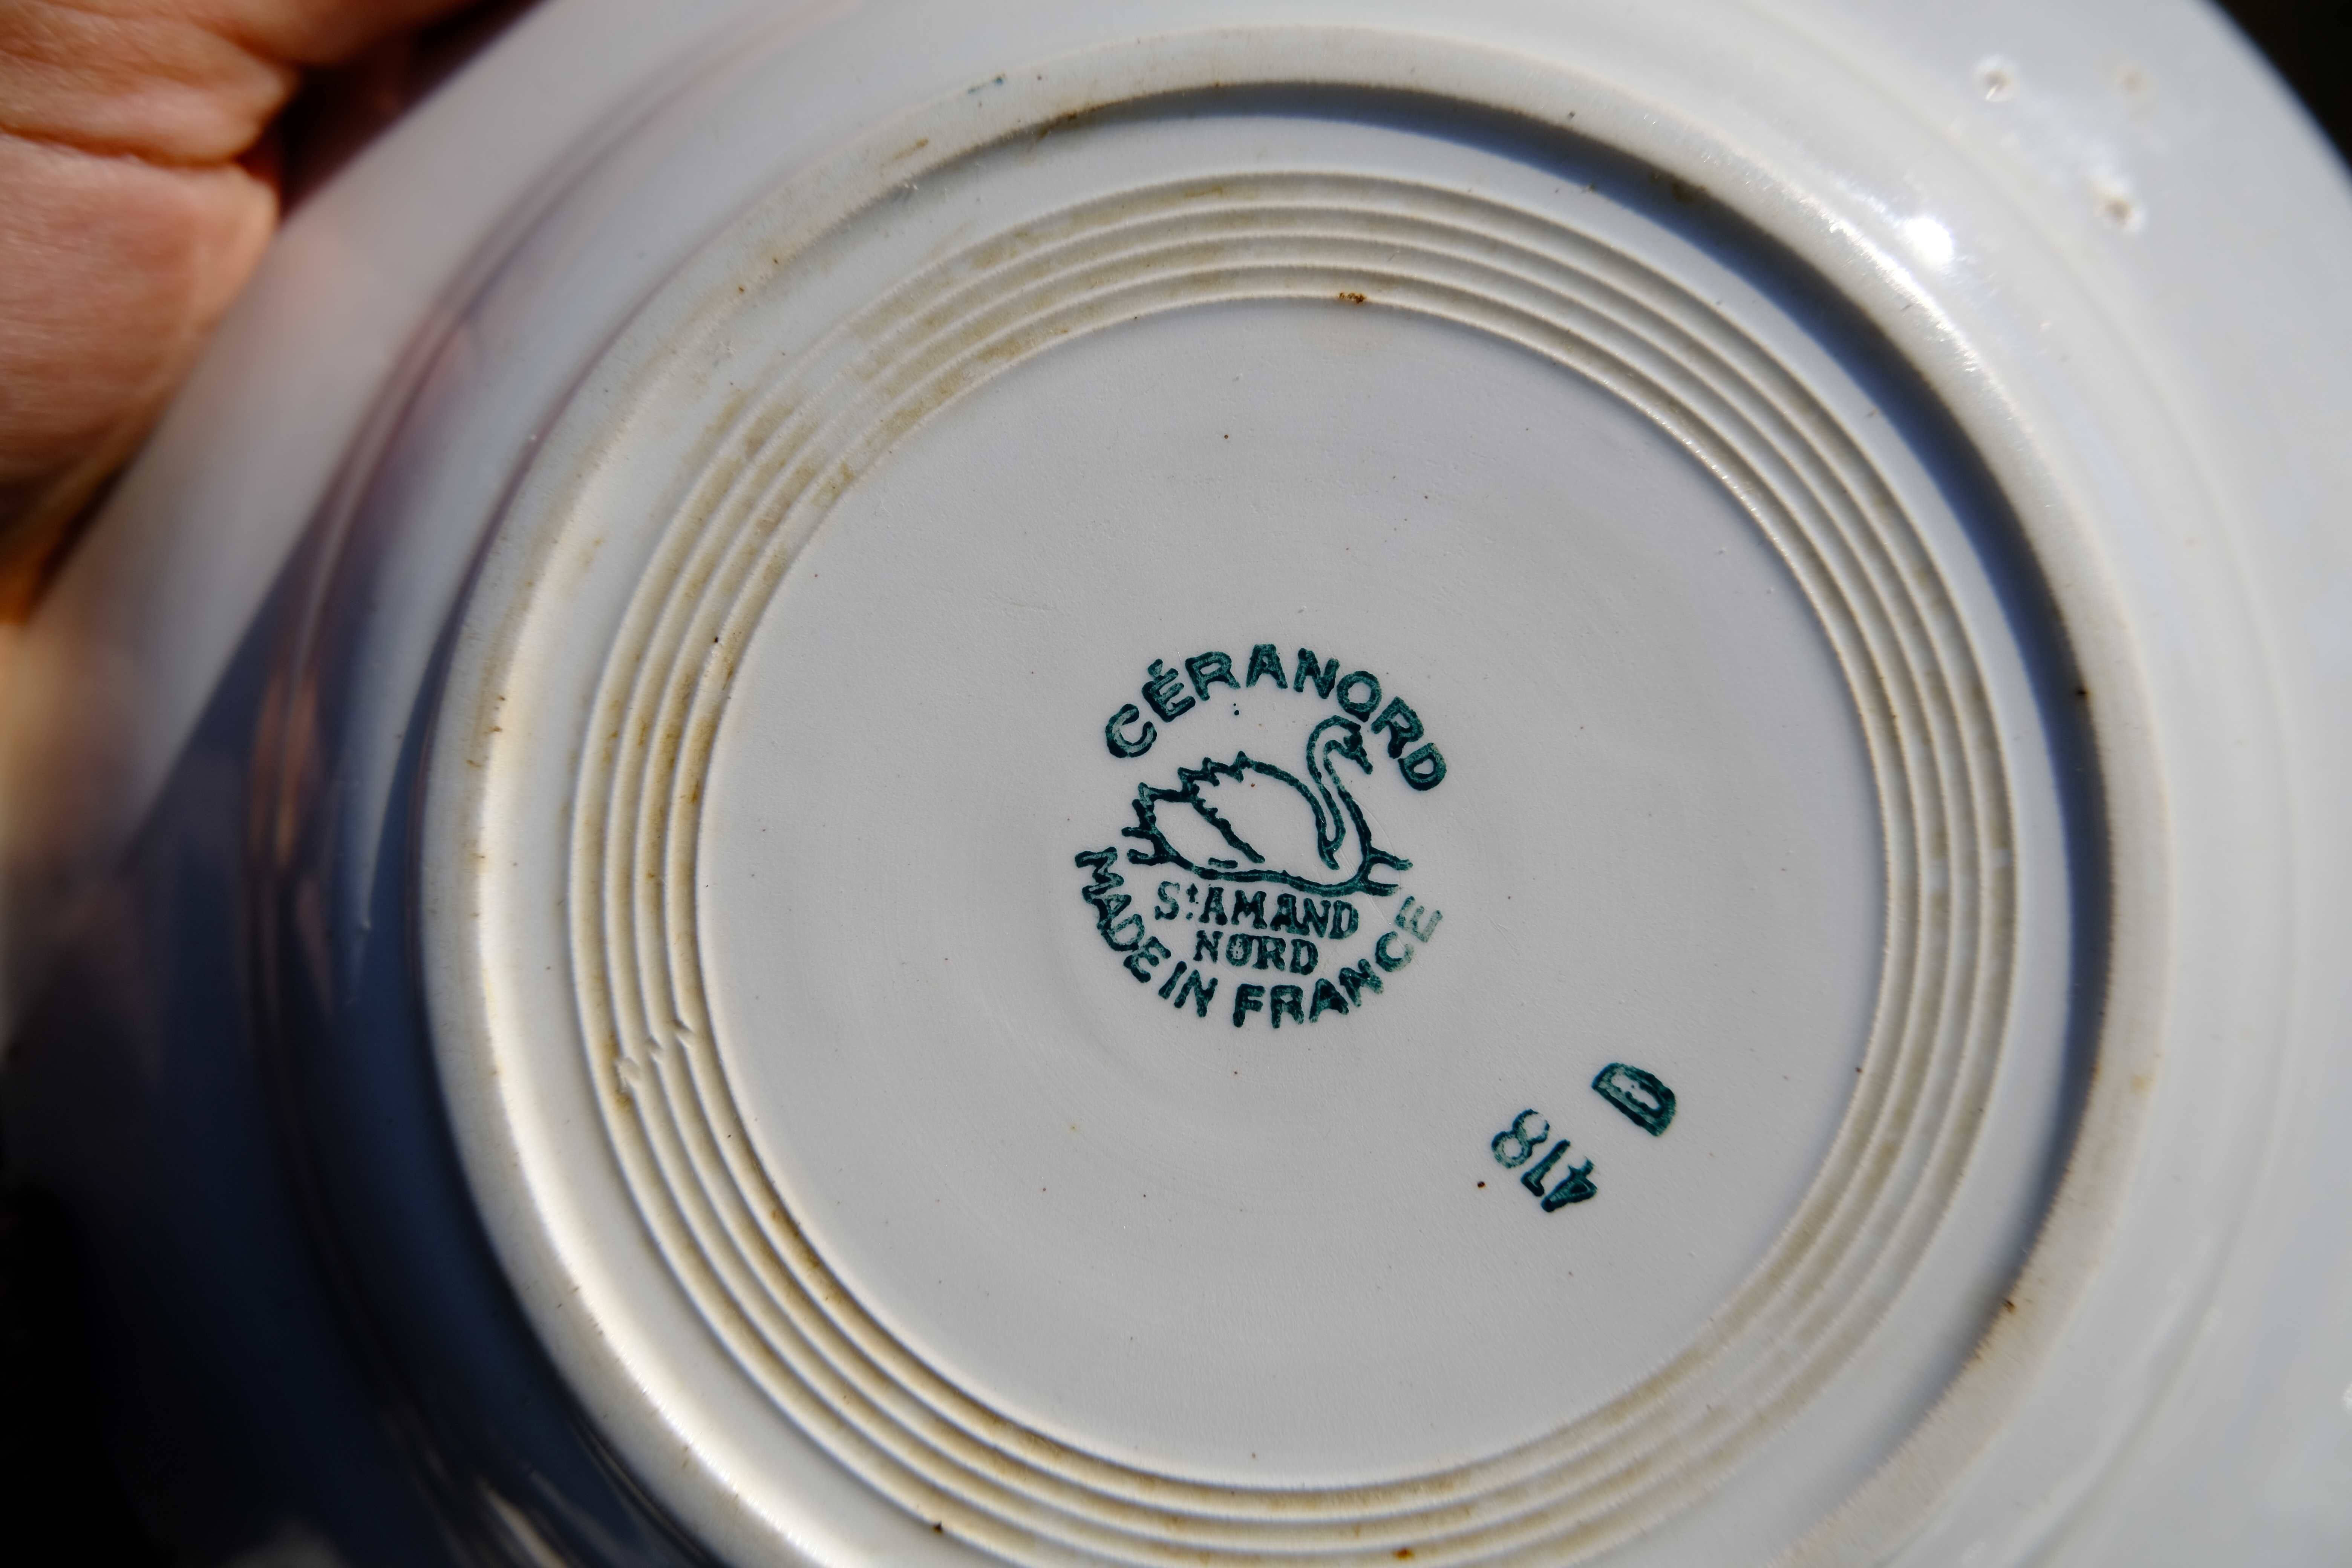 CÉRANORD
St AMAND
NORD
MADE IN FRANCE
D
418